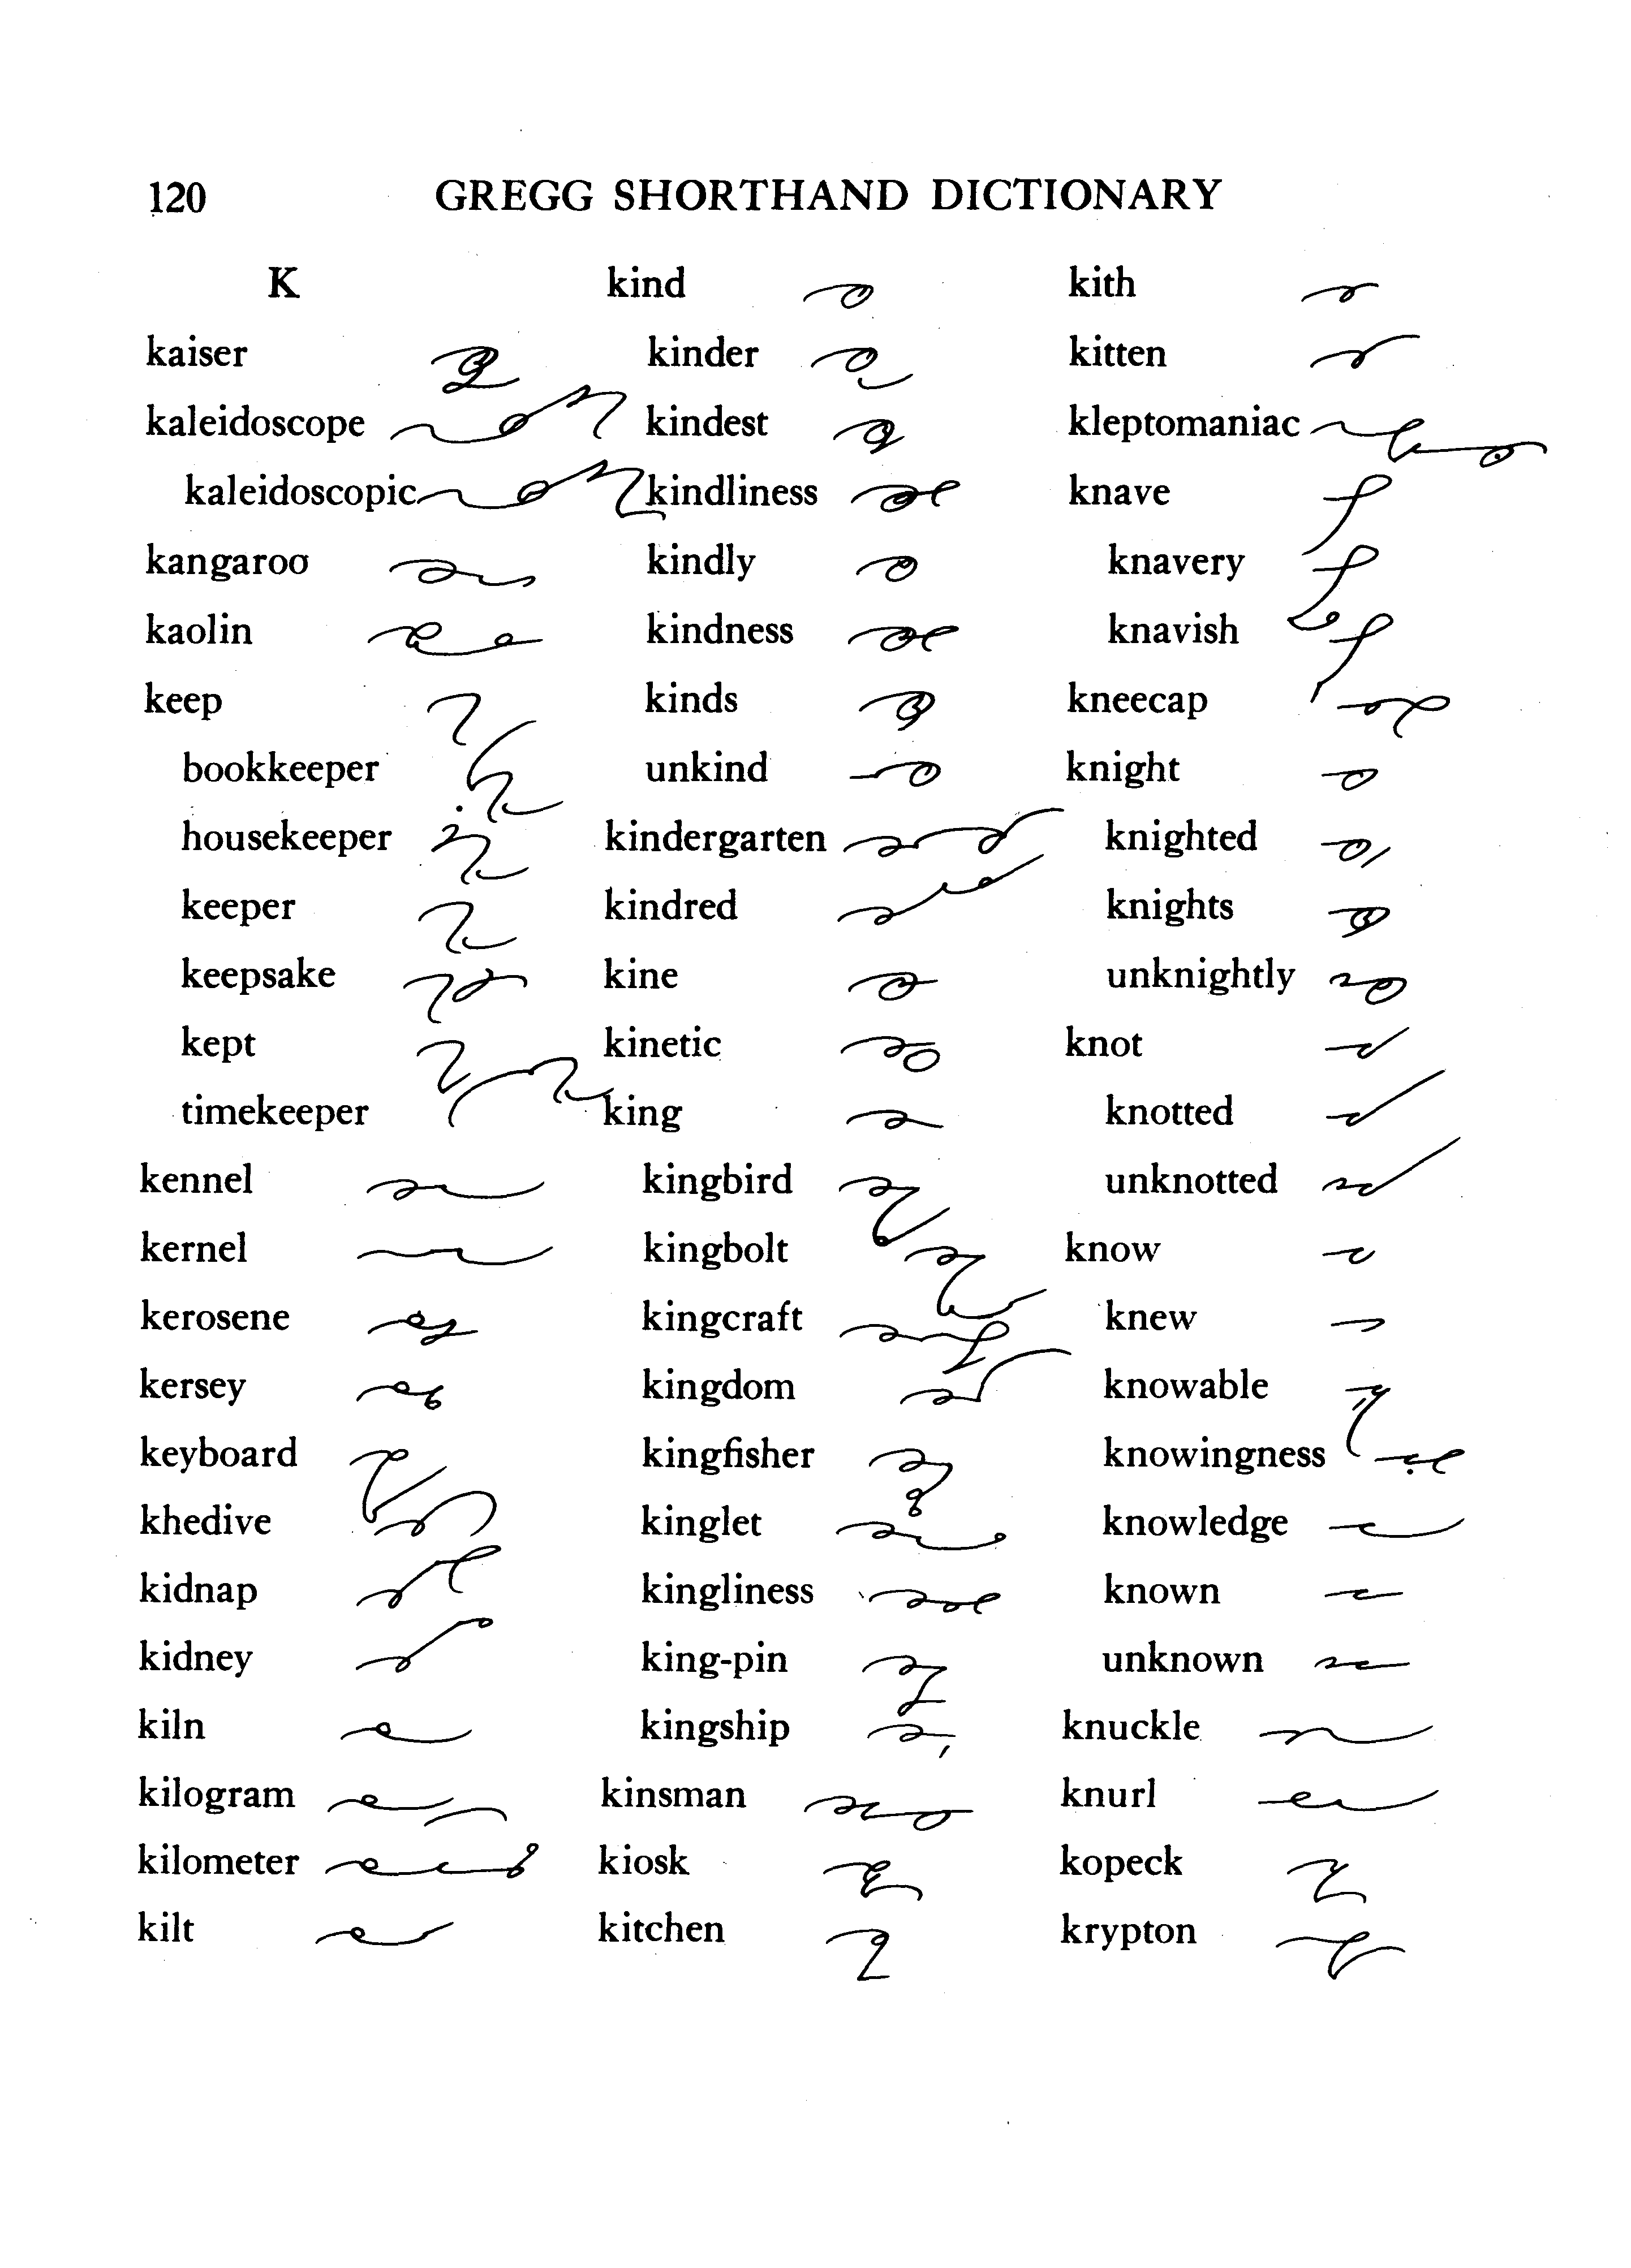 120 GREGG SHORTHAND DICTIONARY
K
kaiser
kaleidoscope
kaleidoscopic
kangaroo
kaolin
keep
bookkeeper
housekeeper
keeper
keepsake
kept
timekeeper
kennel
kernel
kerosene
kersey
keyboard
khedive
kidnap
kidney
kiln
kilogram
kilometer
kilt
kind
kinder
kindest
kindliness
kindly
kindness
kinds
unkind
kindergarten
kindred
kine
kinetic
king
kingbird
kingbolt
kingcraft
kingdom
kingfisher
kinglet
kingliness
king-pin
kingship
kinsman
kiosk
kitchen
kith
kitten
kleptomaniac
knave
knavery
knavish
kneecap
knight
knighted
knights
unknightly
knot
knotted
unknotted
know
knew
knowable
knowingness
knowledge
known
unknown
knuckle
knurl
kopeck
krypton